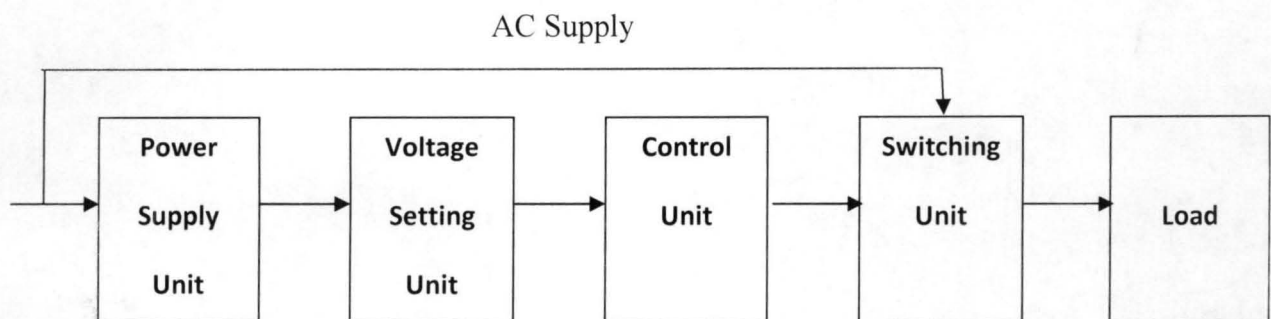 AC Supply
Power
Supply
Unit
Voltage
Setting
Unit
Control
Unit
Switching
Unit
Load